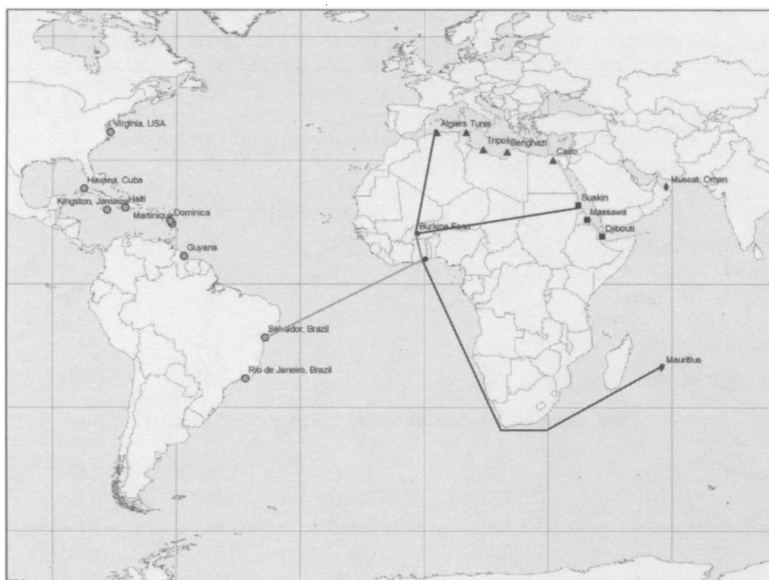 Virginia, USA
Algiers Tunis
Tripoli
Benghazi
Cairo
Havana, Cuba
Muscat, Oman
Kingston, Jamaica
Haiti
Suakin
Martinique
Dominica
Massawa
Burkina Faso
Djibouti
Guyana
Salvador, Brazil
Mauritius
Rio de Janeiro, Brazil